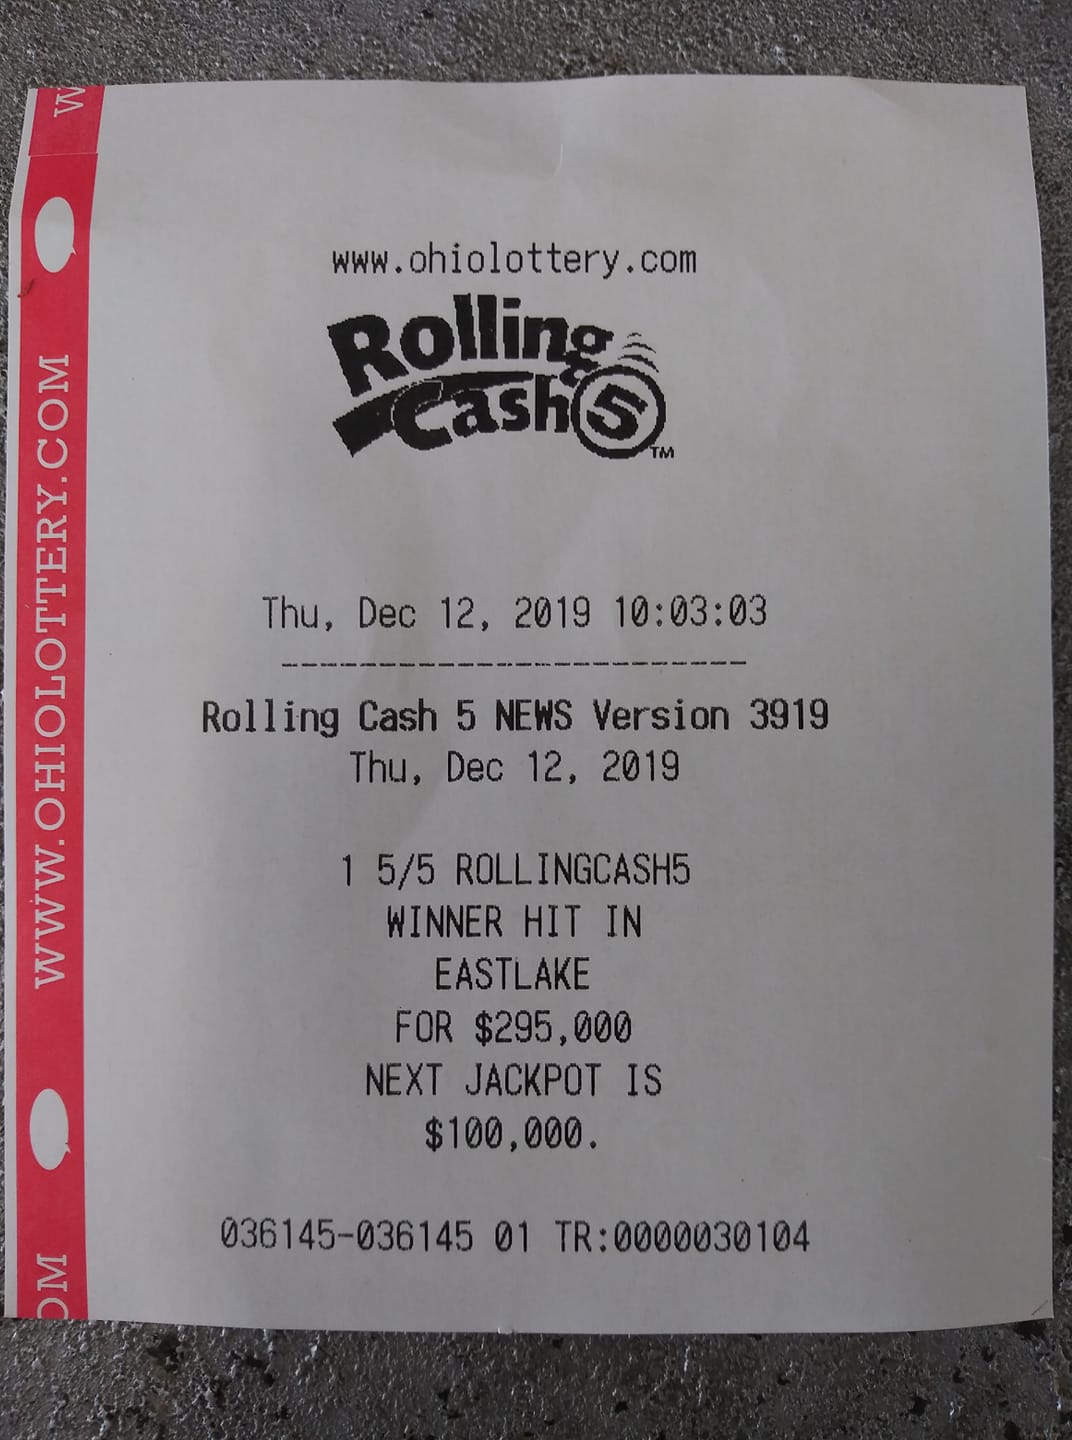 www.ohiolottery.com
Rolling
Cash 5 TM
Thu, Dec 12, 2019 10:03:03
------------------------
Rolling Cash 5 NEWS Version 3919
Thu, Dec 12, 2019
1 5/5 ROLLINGCASH5
WINNER HIT IN
EASTLAKE
FOR $295,000
NEXT JACKPOT IS
$100,000.
036145-036145 01 TR:0000030104
W
WWW.OHIOLOTTERY.COM
OM